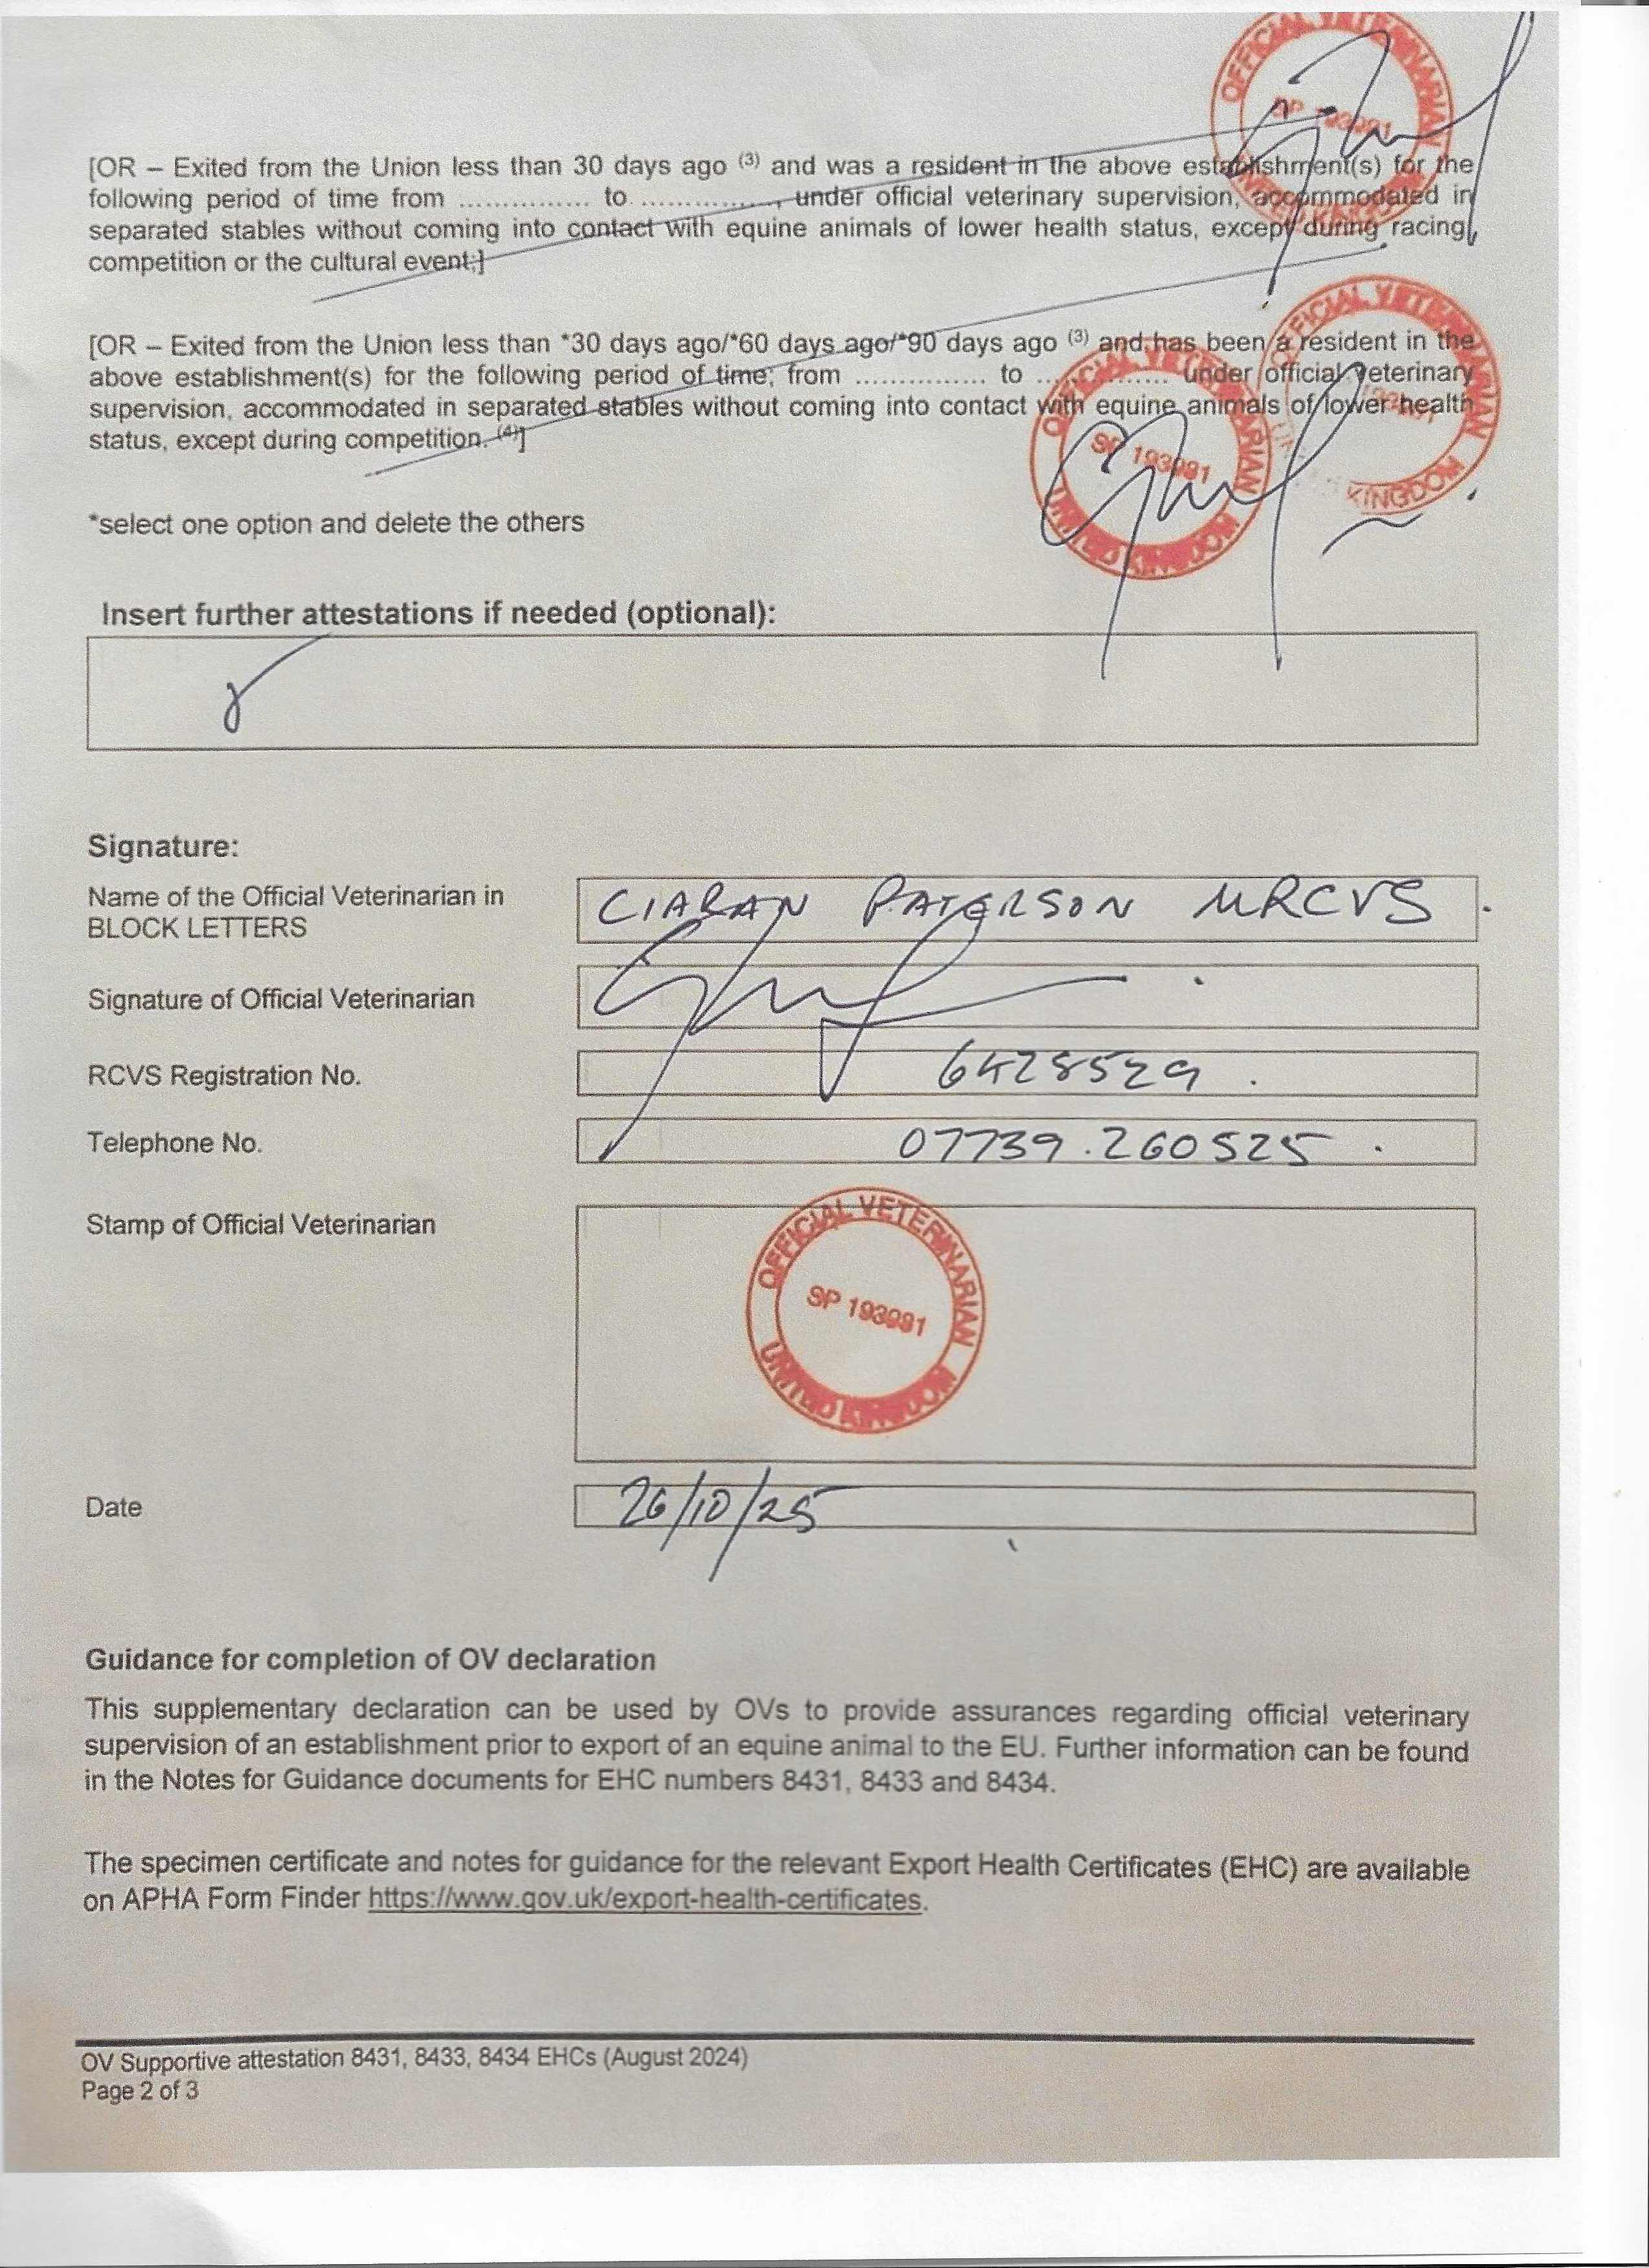 OFFICIAL VETERINARIAN
SP 193991
[OR – Exited from the Union less than 30 days ago (3) and was a resident in the above establishment(s) for the
following period of time from ............... to ..............., under official veterinary supervision, accommodated in
separated stables without coming into contact with equine animals of lower health status, except during racing,
competition or the cultural event;]
OFFICIAL VETERINARIAN
KINGDOM
[OR – Exited from the Union less than *30 days ago/*60 days ago/*90 days ago (3) and has been a resident in the
above establishment(s) for the following period of time, from ............... to ............... under official veterinary
supervision, accommodated in separated stables without coming into contact with equine animals of lower health
status, except during competition. (4)]
OFFICIAL VETERINARIAN
SP 193991
UNITED KINGDOM
*select one option and delete the others
Insert further attestations if needed (optional):
Signature:
Name of the Official Veterinarian in
BLOCK LETTERS
CIARAN PATERSON MRCVS.
Signature of Official Veterinarian
RCVS Registration No.
6428529.
Telephone No.
07739.260525.
Stamp of Official Veterinarian
OFFICIAL VETERINARIAN
SP 193991
UNITED KINGDOM
Date
26/10/25
Guidance for completion of OV declaration
This supplementary declaration can be used by OVs to provide assurances regarding official veterinary
supervision of an establishment prior to export of an equine animal to the EU. Further information can be found
in the Notes for Guidance documents for EHC numbers 8431, 8433 and 8434.
The specimen certificate and notes for guidance for the relevant Export Health Certificates (EHC) are available
on APHA Form Finder https://www.gov.uk/export-health-certificates.
OV Supportive attestation 8431, 8433, 8434 EHCs (August 2024)
Page 2 of 3